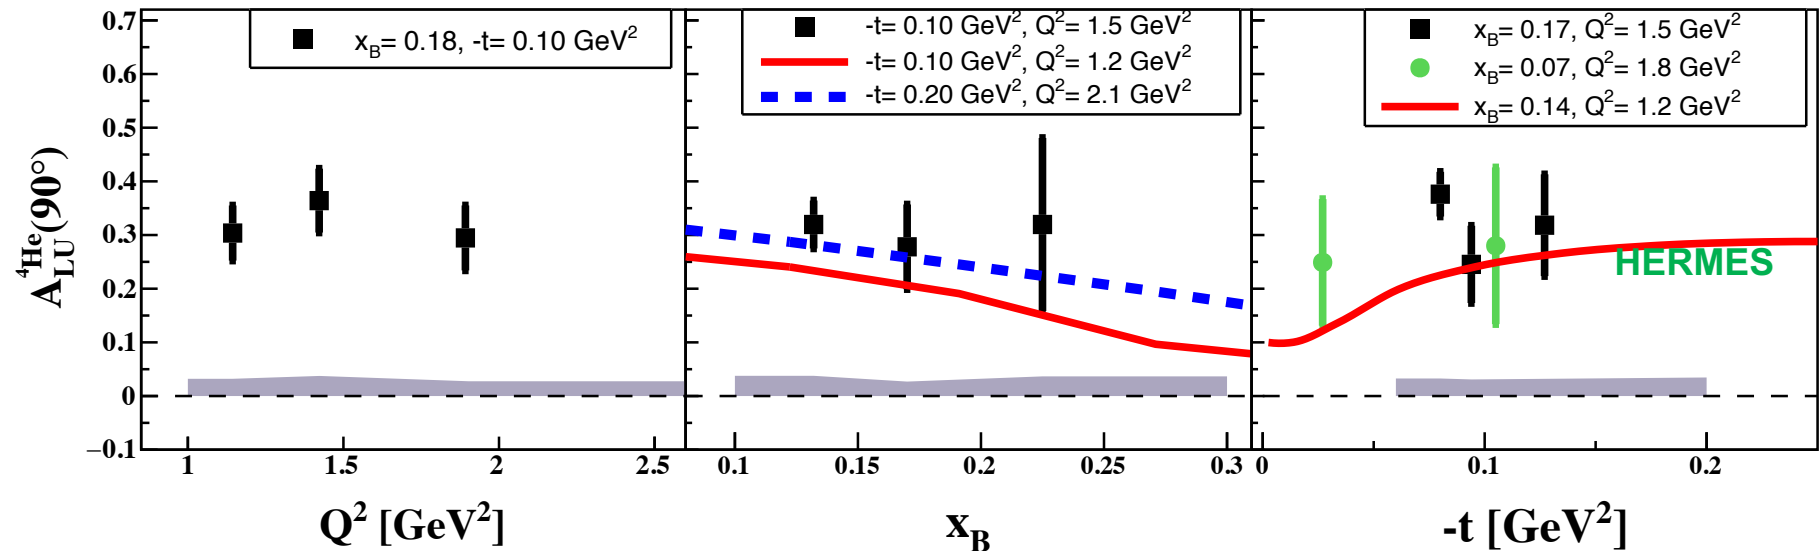 A_LU^4He(90°)
0.7
0.6
0.5
0.4
0.3
0.2
0.1
0
−0.1
x_B= 0.18, -t= 0.10 GeV²
1 1.5 2 2.5
Q² [GeV²]
-t= 0.10 GeV², Q²= 1.5 GeV²
-t= 0.10 GeV², Q²= 1.2 GeV²
-t= 0.20 GeV², Q²= 2.1 GeV²
0.1 0.15 0.2 0.25 0.3
x_B
x_B= 0.17, Q²= 1.5 GeV²
x_B= 0.07, Q²= 1.8 GeV²
x_B= 0.14, Q²= 1.2 GeV²
HERMES
0 0.1 0.2
-t [GeV²]